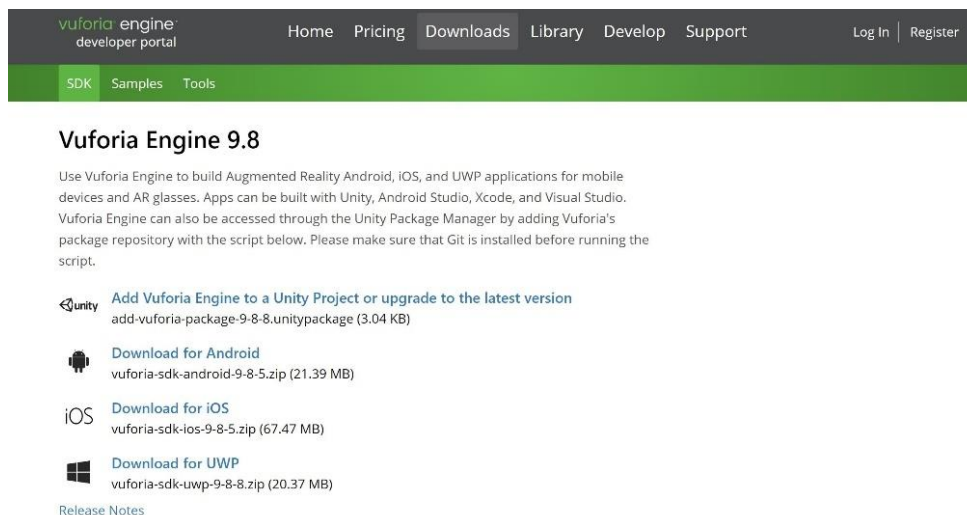 vuforia engine
developer portal
Home Pricing Downloads Library Develop Support Log In Register
SDK Samples Tools
Vuforia Engine 9.8
Use Vuforia Engine to build Augmented Reality Android, iOS, and UWP applications for mobile
devices and AR glasses. Apps can be built with Unity, Android Studio, Xcode, and Visual Studio.
Vuforia Engine can also be accessed through the Unity Package Manager by adding Vuforia's
package repository with the script below. Please make sure that Git is installed before running the
script.
unity
Add Vuforia Engine to a Unity Project or upgrade to the latest version
add-vuforia-package-9-8-8.unitypackage (3.04 KB)
Download for Android
vuforia-sdk-android-9-8-5.zip (21.39 MB)
iOS
Download for iOS
vuforia-sdk-ios-9-8-5.zip (67.47 MB)
Download for UWP
vuforia-sdk-uwp-9-8-8.zip (20.37 MB)
Release Notes